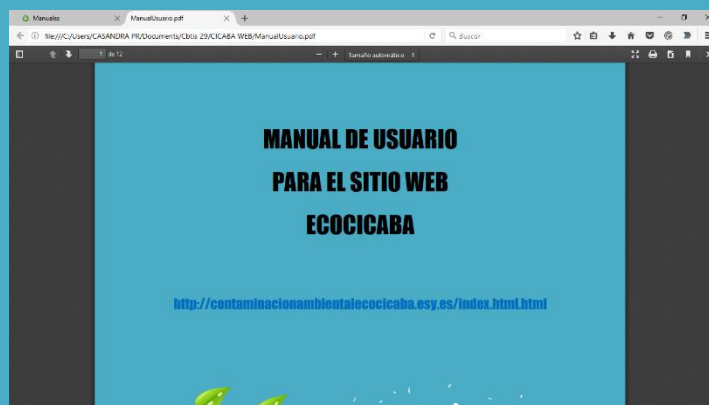 Manuales
ManualUsuario.pdf
file:///C:/Users/CASANDRA PR/Documents/Cbtis 29/CICABA WEB/ManualUsuario.pdf
Buscar
1 de 12
Tamaño automático
MANUAL DE USUARIO
PARA EL SITIO WEB
ECOCICABA
http://contaminacionambientalecocicaba.esy.es/index.html.html